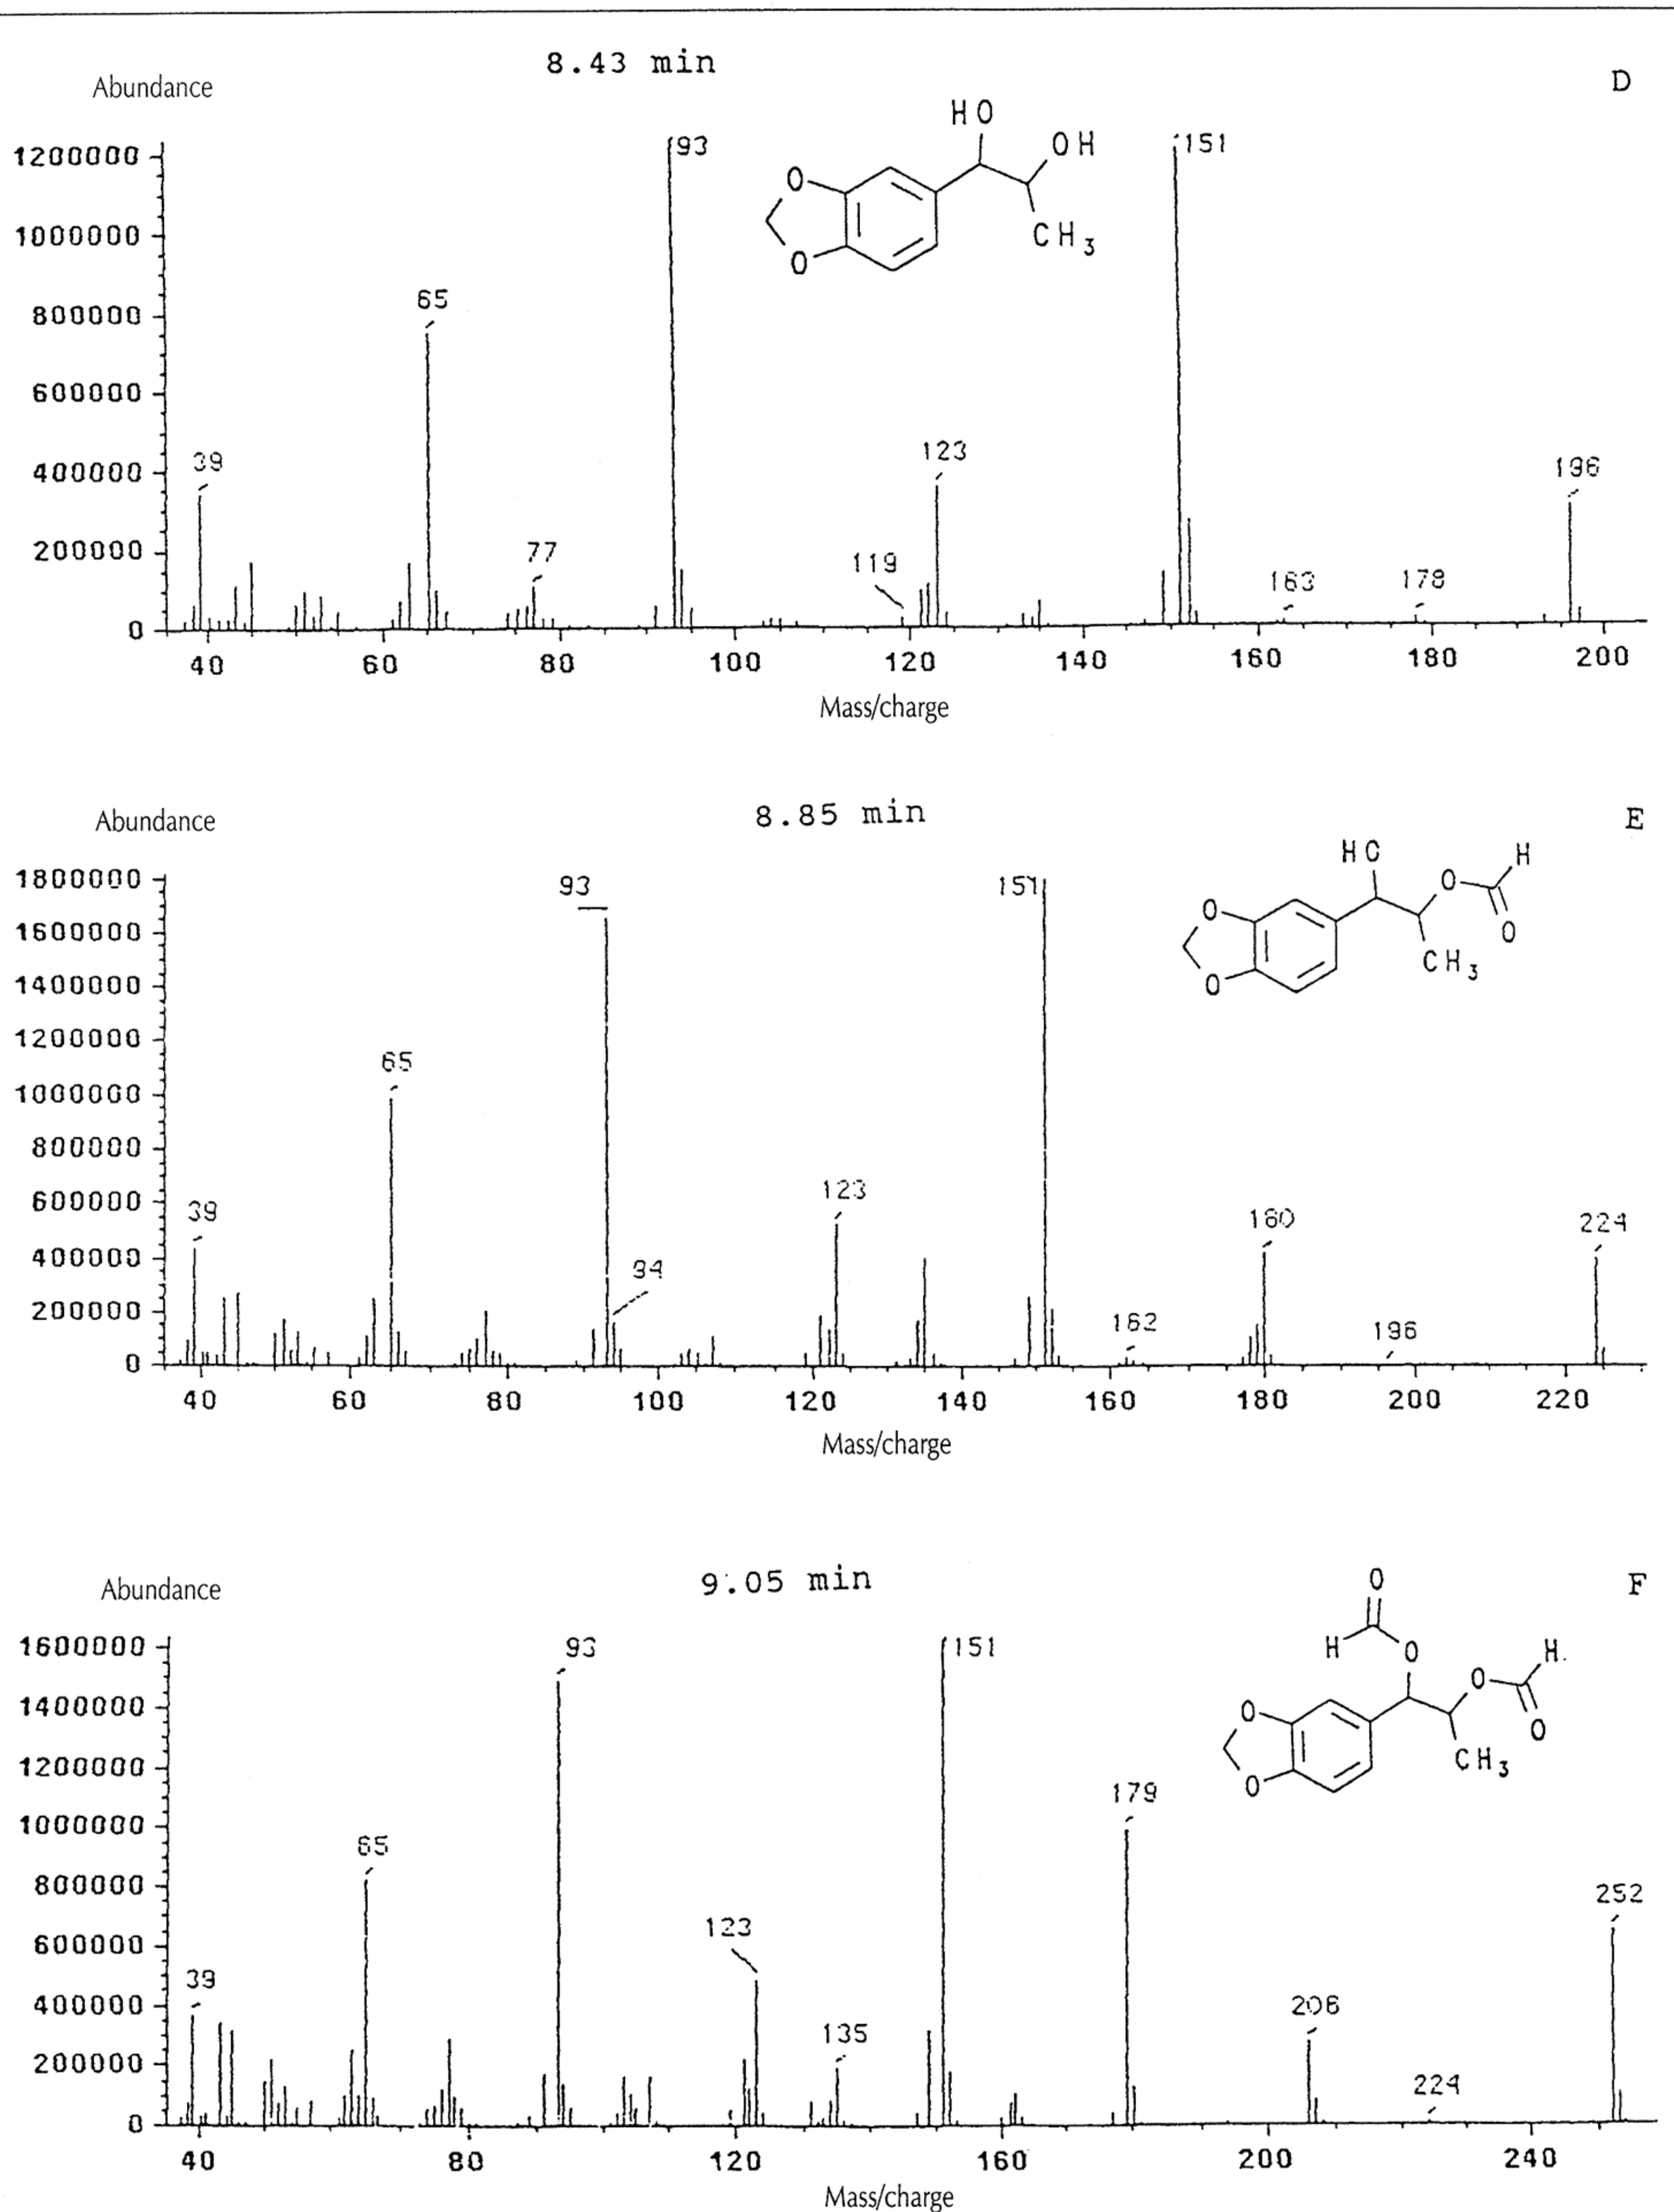 8.43 min
Abundance
D
HO
OH
O
O
CH3
1200000
1000000
800000
600000
400000
200000
0
39
65
77
93
119
123
151
163
178
196
40 60 80 100 120 140 160 180 200
Mass/charge
8.85 min
Abundance
E
HO
H
O
O
O
O
CH3
1800000
1600000
1400000
1200000
1000000
800000
600000
400000
200000
0
39
65
93
94
123
151
162
180
196
224
40 60 80 100 120 140 160 180 200 220
Mass/charge
9.05 min
Abundance
F
O
H
O
H
O
O
O
O
CH3
1600000
1400000
1200000
1000000
800000
600000
400000
200000
0
39
65
93
123
135
151
179
206
224
252
40 80 120 160 200 240
Mass/charge